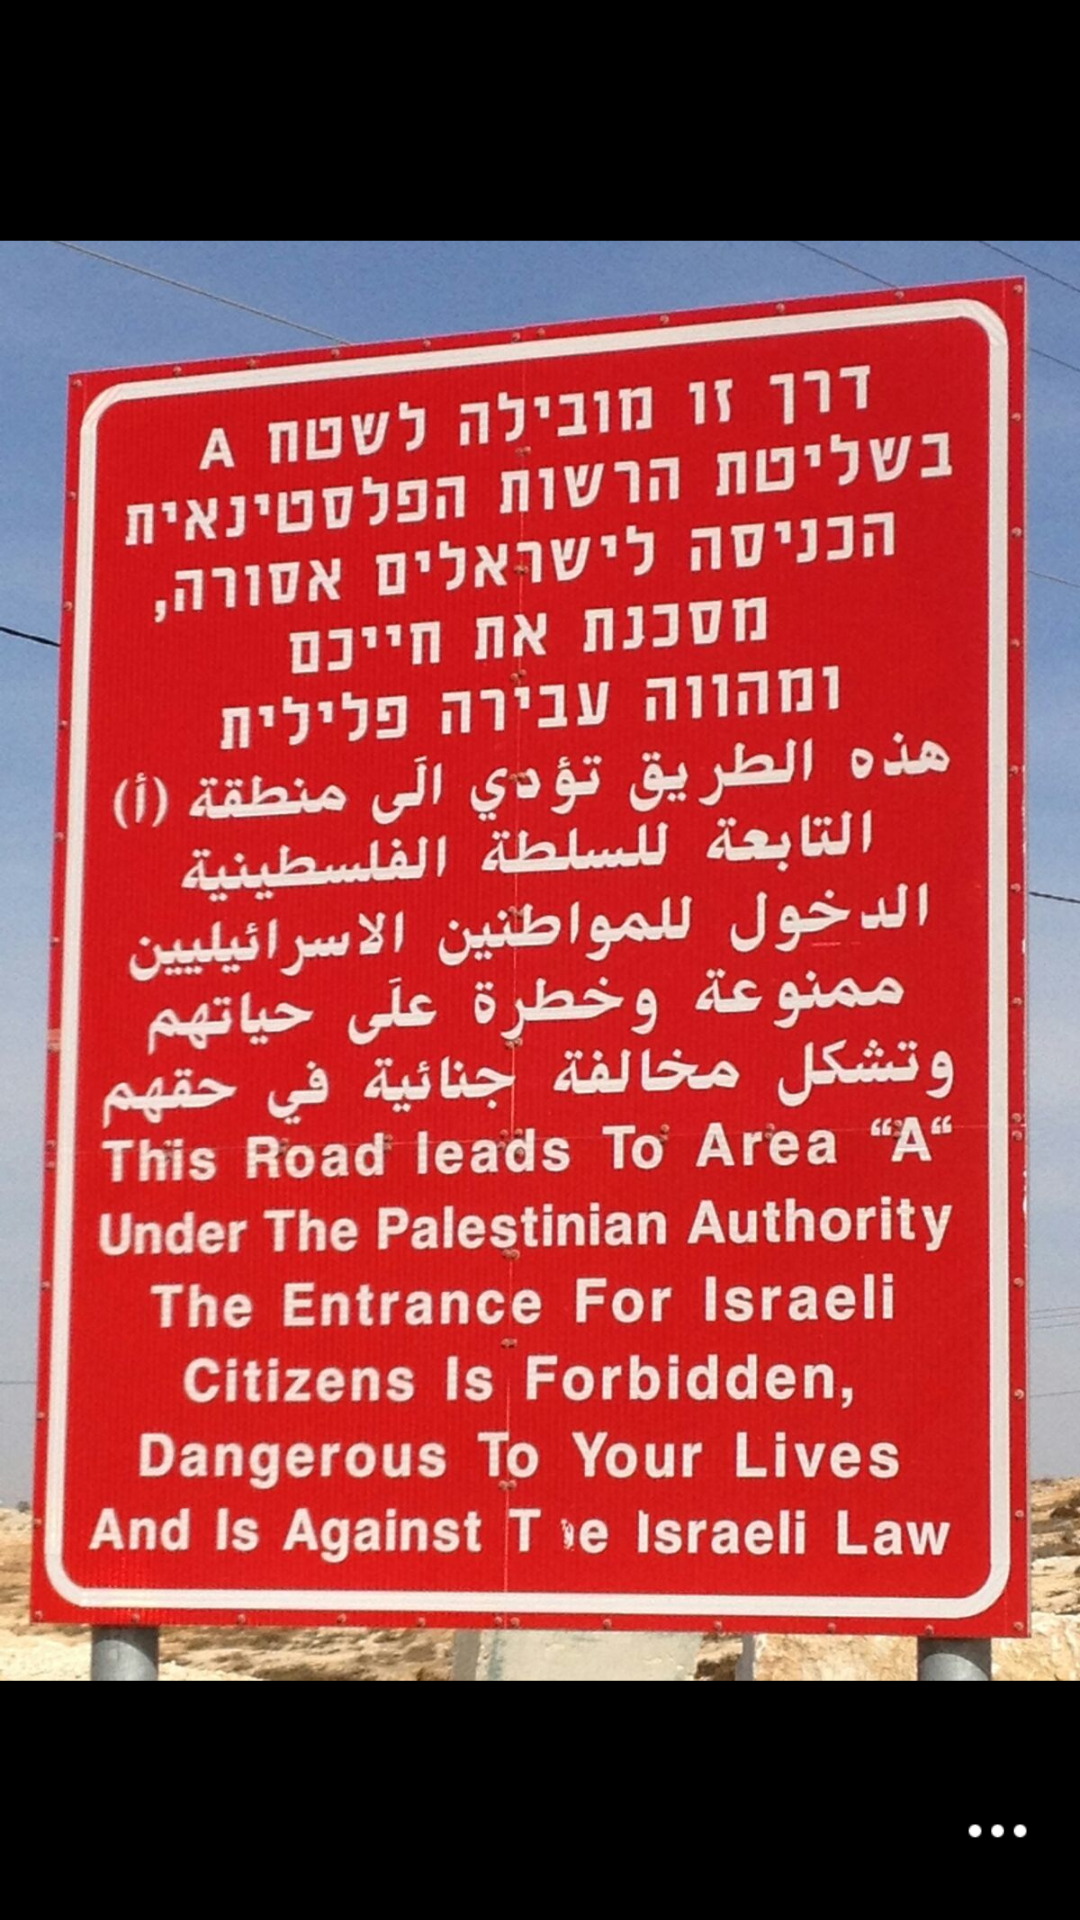 דרך זו מובילה לשטח A
בשליטת הרשות הפלסטינאית
הכניסה לישראלים אסורה,
מסכנת את חייכם
ומהווה עבירה פלילית
هذه الطريق تؤدي الَى منطقة (أ)
التابعة للسلطة الفلسطينية
الدخول للمواطنين الاسرائيليين
ممنوعة وخطرة علَى حياتهم
وتشكل مخالفة جنائية في حقهم
This Road leads To Area “A“
Under The Palestinian Authority
The Entrance For Israeli
Citizens Is Forbidden,
Dangerous To Your Lives
And Is Against The Israeli Law